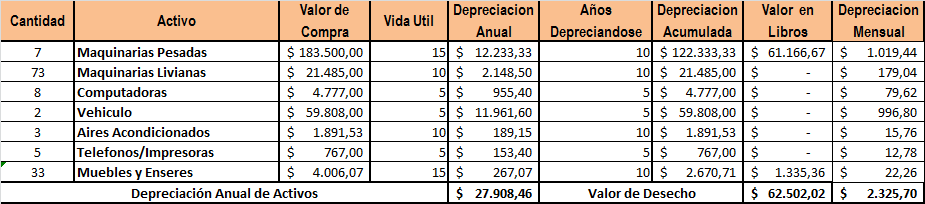 Cantidad Activo Valor de Compra Vida Util Depreciacion Anual Años Depreciandose Depreciacion Acumulada Valor en Libros Depreciacion Mensual
7 Maquinarias Pesadas $ 183.500,00 15 $ 12.233,33 10 $ 122.333,33 $ 61.166,67 $ 1.019,44
73 Maquinarias Livianas $ 21.485,00 10 $ 2.148,50 10 $ 21.485,00 $ - $ 179,04
8 Computadoras $ 4.777,00 5 $ 955,40 5 $ 4.777,00 $ - $ 79,62
2 Vehiculo $ 59.808,00 5 $ 11.961,60 5 $ 59.808,00 $ - $ 996,80
3 Aires Acondicionados $ 1.891,53 10 $ 189,15 10 $ 1.891,53 $ - $ 15,76
5 Telefonos/Impresoras $ 767,00 5 $ 153,40 5 $ 767,00 $ - $ 12,78
33 Muebles y Enseres $ 4.006,07 15 $ 267,07 10 $ 2.670,71 $ 1.335,36 $ 22,26
Depreciación Anual de Activos $ 27.908,46 Valor de Desecho $ 62.502,02 $ 2.325,70